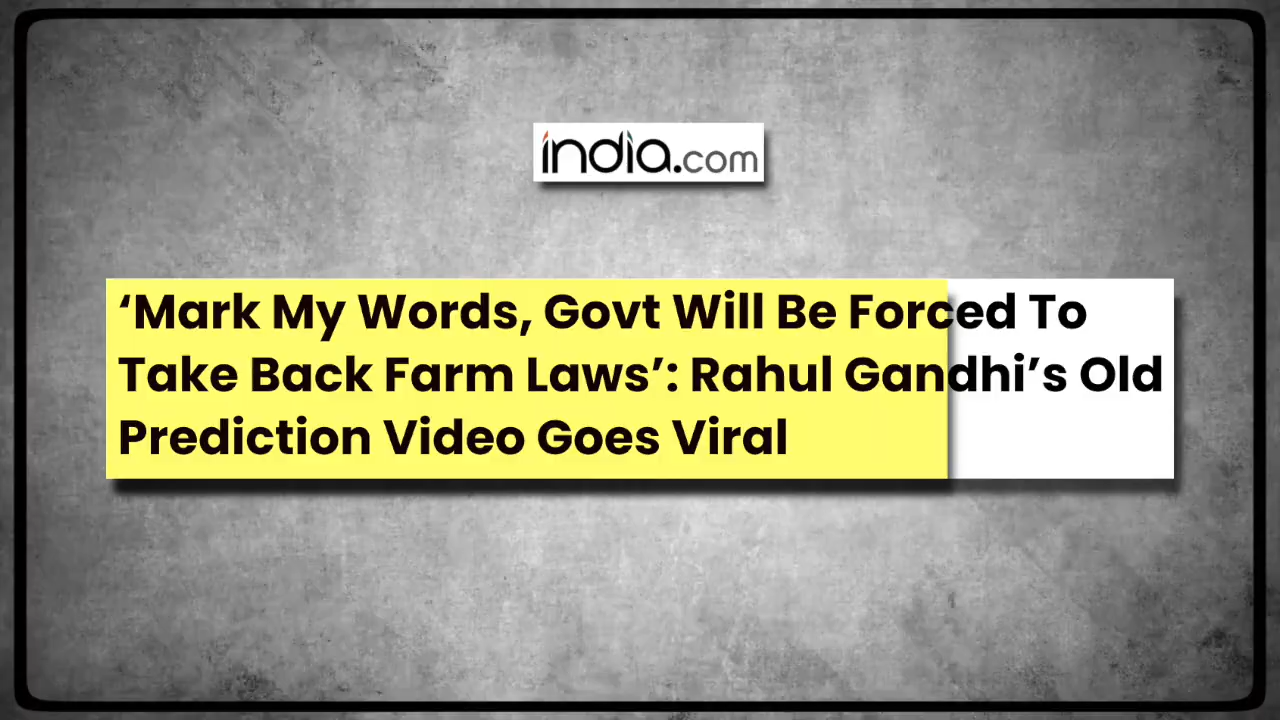 india.com
‘Mark My Words, Govt Will Be Forced To
Take Back Farm Laws’: Rahul Gandhi’s Old
Prediction Video Goes Viral